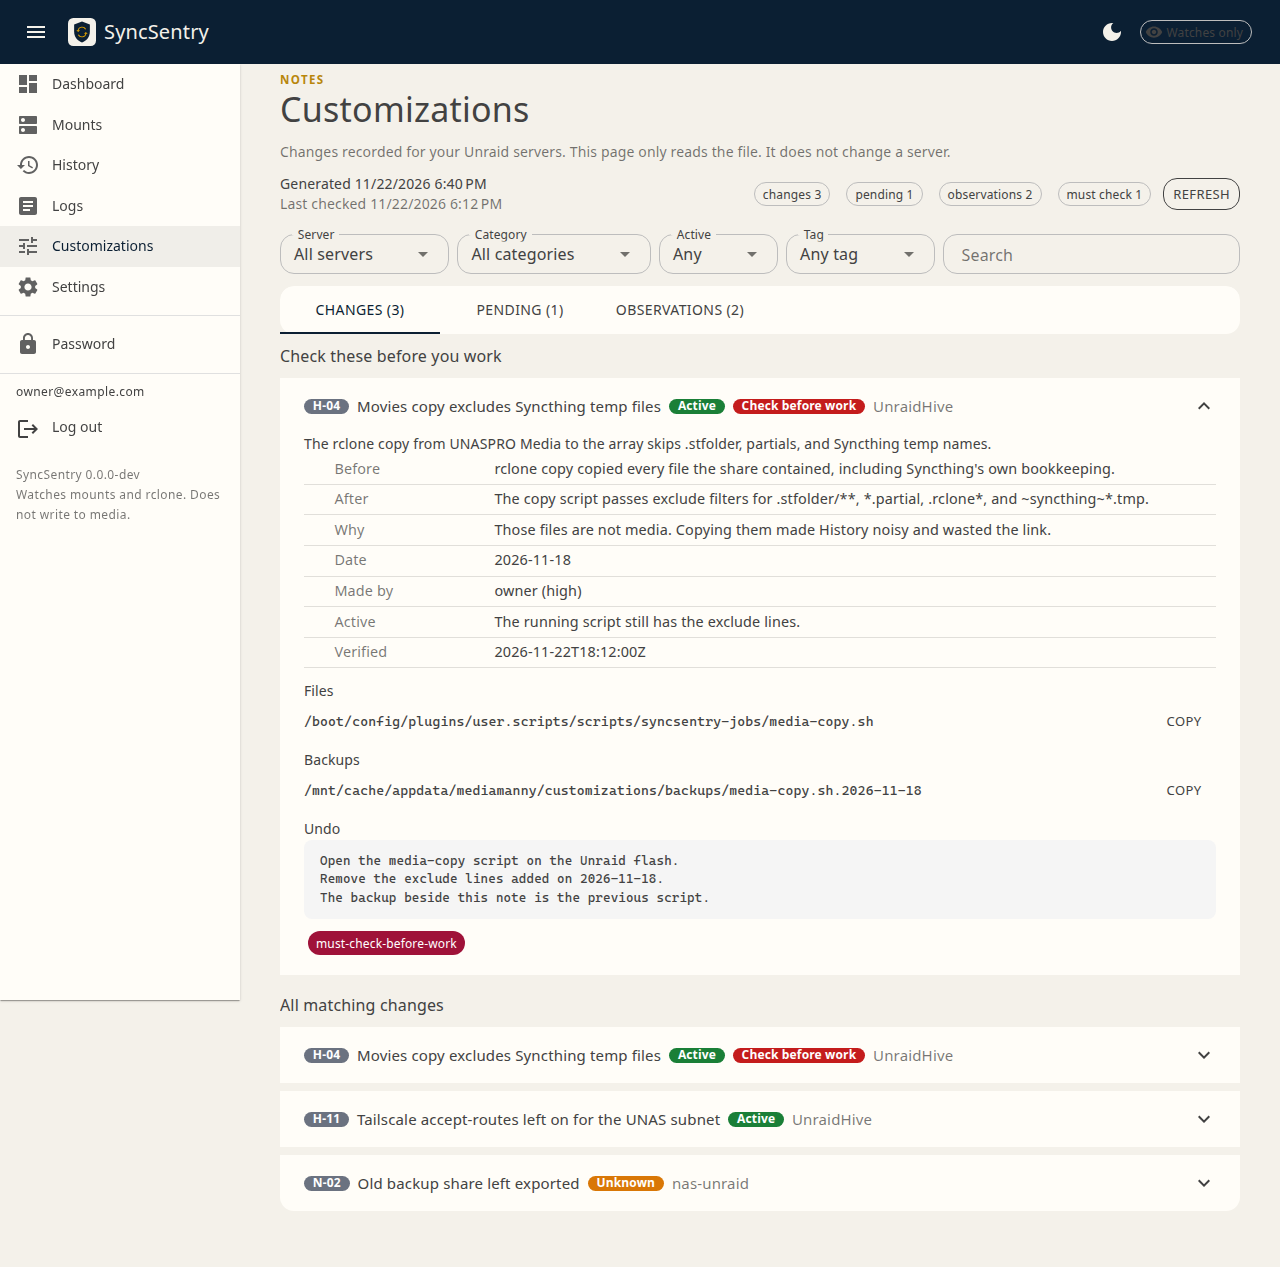 SyncSentry
Watches only
Dashboard
Mounts
History
Logs
Customizations
Settings
Password
owner@example.com
Log out
SyncSentry 0.0.0-dev
Watches mounts and rclone. Does
not write to media.
NOTES
Customizations
Changes recorded for your Unraid servers. This page only reads the file. It does not change a server.
Generated 11/22/2026 6:40 PM
Last checked 11/22/2026 6:12 PM
changes 3
pending 1
observations 2
must check 1
REFRESH
Server
All servers
Category
All categories
Active
Any
Tag
Any tag
Search
CHANGES (3)
PENDING (1)
OBSERVATIONS (2)
Check these before you work
H-04 Movies copy excludes Syncthing temp files Active Check before work UnraidHive
The rclone copy from UNASPRO Media to the array skips .stfolder, partials, and Syncthing temp names.
Before rclone copy copied every file the share contained, including Syncthing's own bookkeeping.
After The copy script passes exclude filters for .stfolder/**, *.partial, .rclone*, and ~syncthing~*.tmp.
Why Those files are not media. Copying them made History noisy and wasted the link.
Date 2026-11-18
Made by owner (high)
Active The running script still has the exclude lines.
Verified 2026-11-22T18:12:00Z
Files
/boot/config/plugins/user.scripts/scripts/syncsentry-jobs/media-copy.sh COPY
Backups
/mnt/cache/appdata/mediamanny/customizations/backups/media-copy.sh.2026-11-18 COPY
Undo
Open the media-copy script on the Unraid flash.
Remove the exclude lines added on 2026-11-18.
The backup beside this note is the previous script.
must-check-before-work
All matching changes
H-04 Movies copy excludes Syncthing temp files Active Check before work UnraidHive
H-11 Tailscale accept-routes left on for the UNAS subnet Active UnraidHive
N-02 Old backup share left exported Unknown nas-unraid